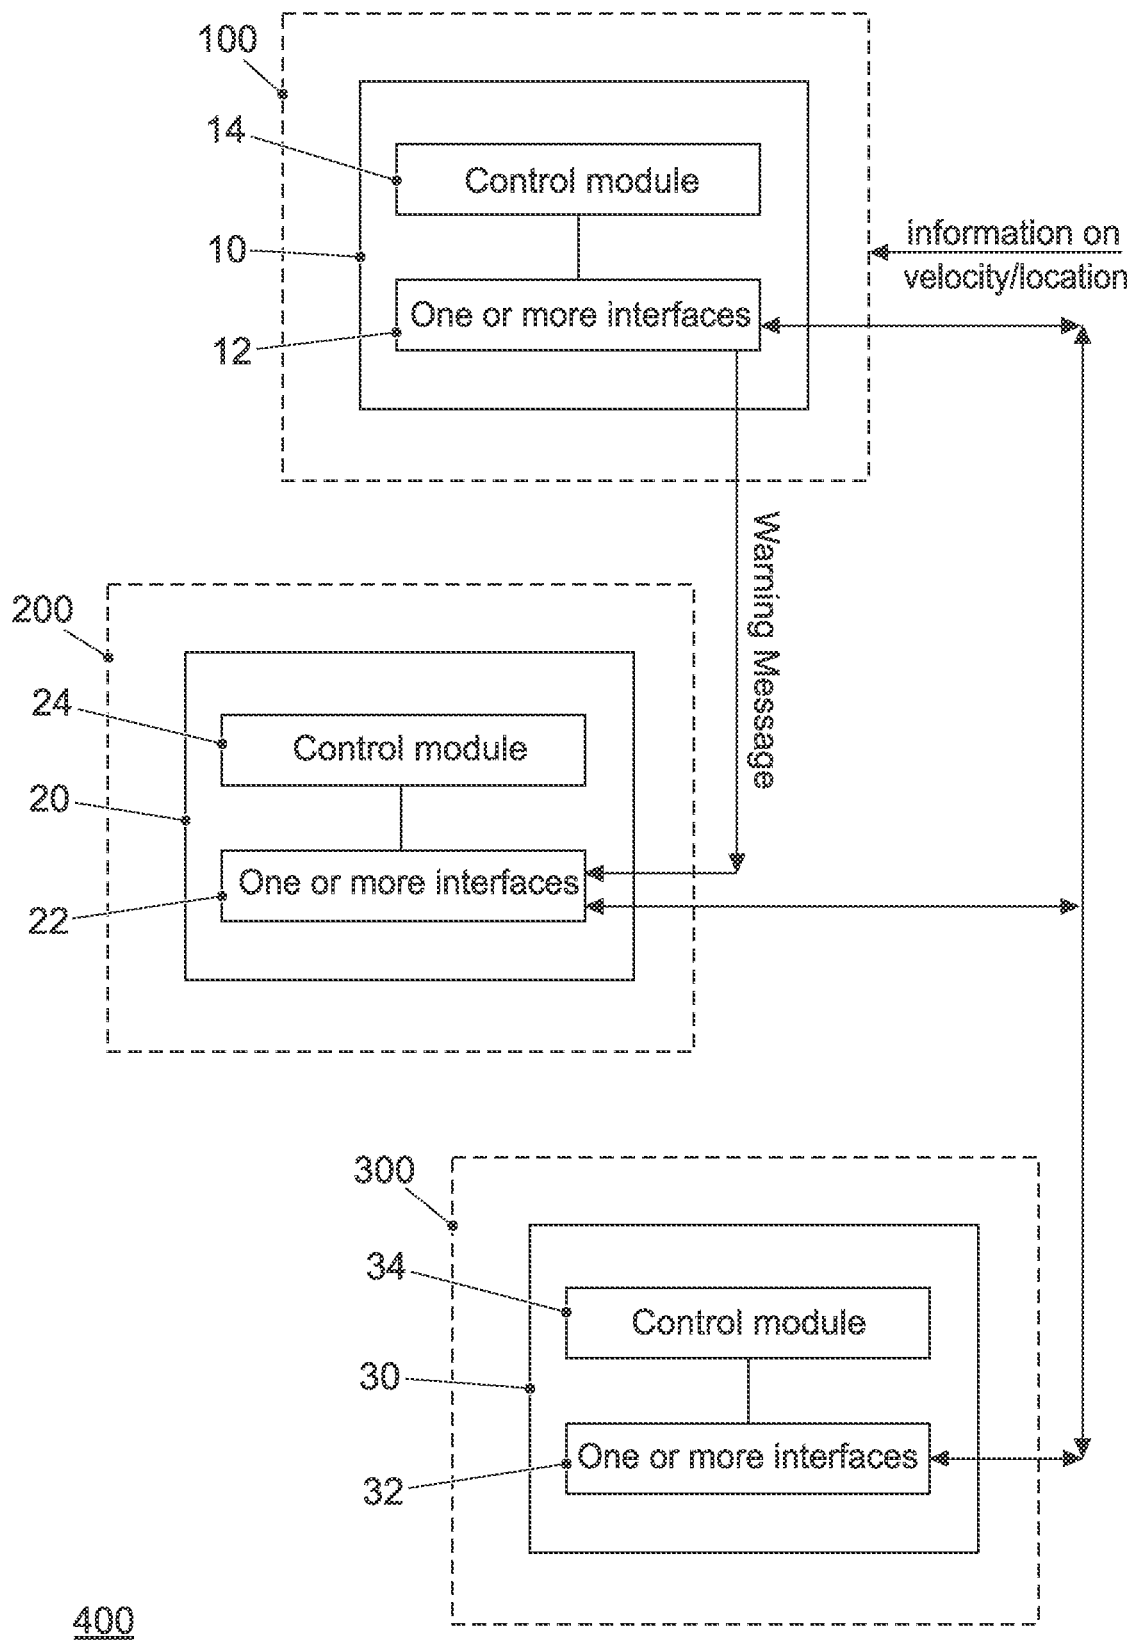 100
14
Control module
10
information on
velocity/location
One or more interfaces
12
Warning Message
200
24
Control module
20
One or more interfaces
22
300
34
Control module
30
One or more interfaces
32
400